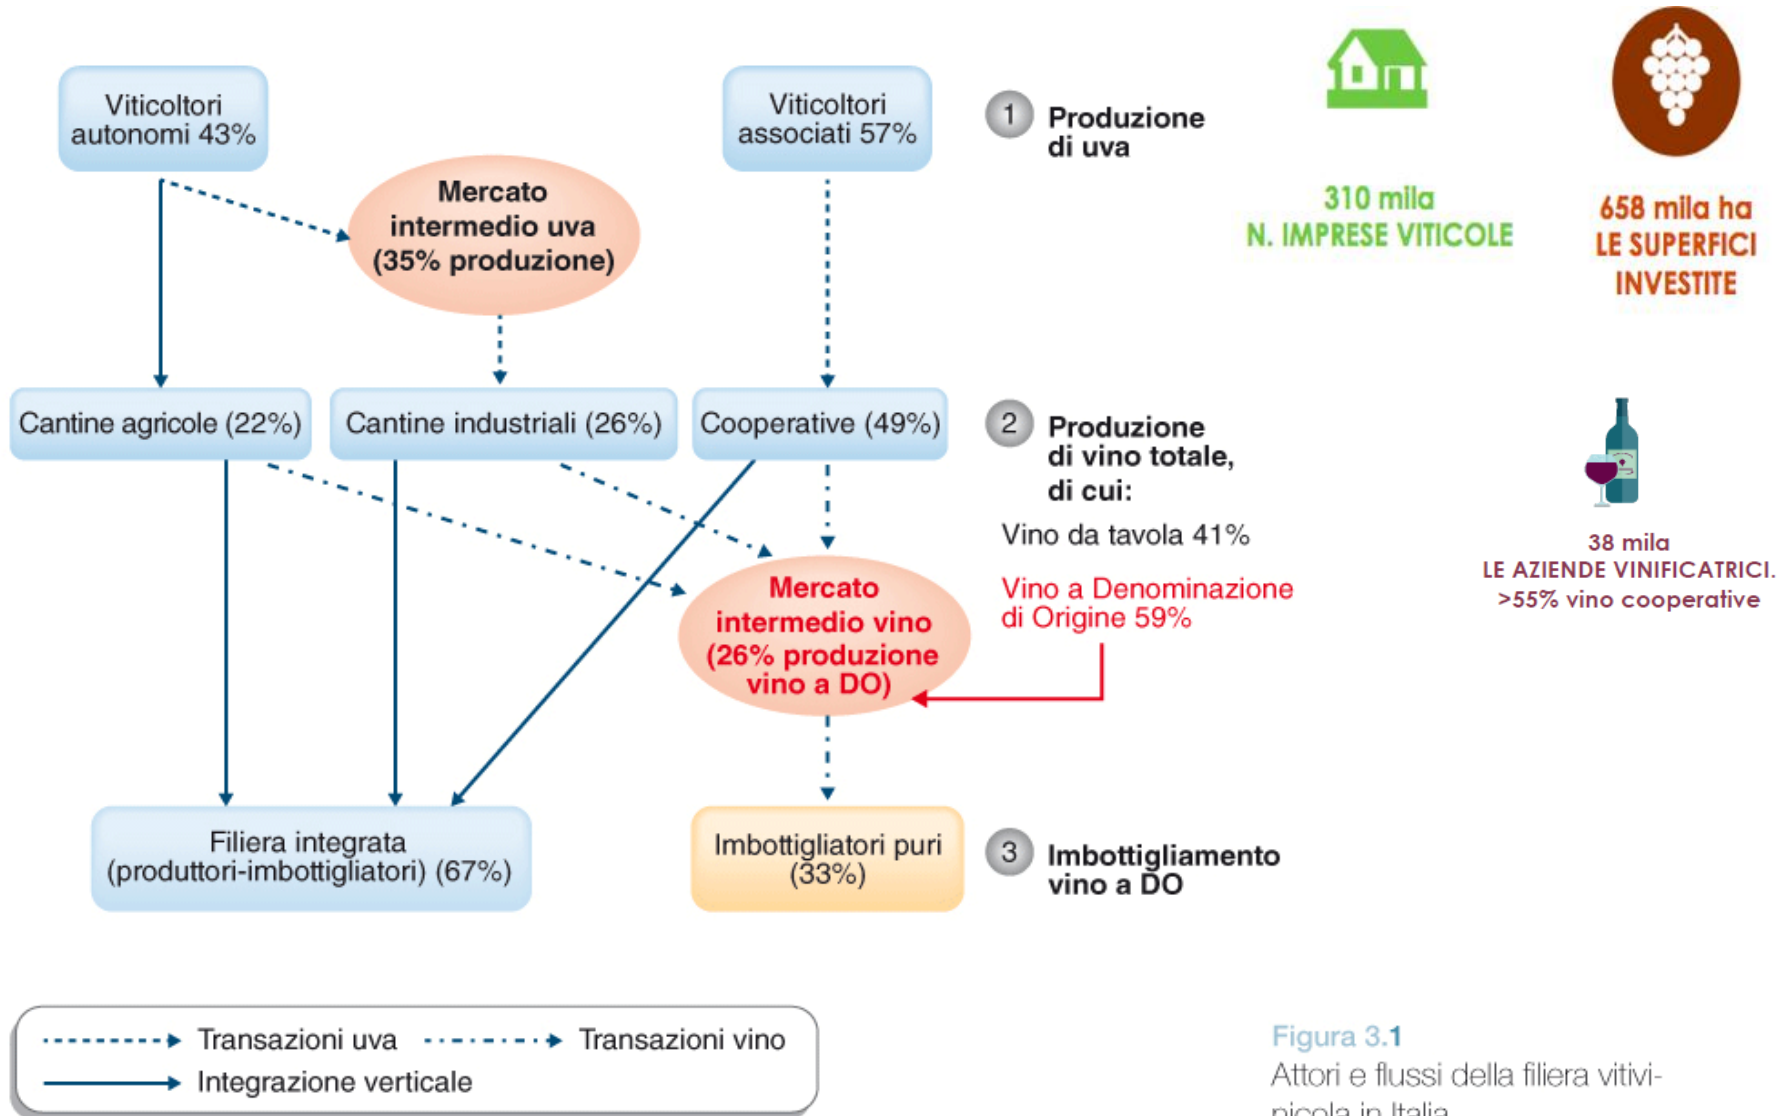 Viticoltori
autonomi 43%
Viticoltori
associati 57%
1
Produzione
di uva
310 mila
N. IMPRESE VITICOLE
658 mila ha
LE SUPERFICI
INVESTITE
Mercato
intermedio uva
(35% produzione)
Cantine agricole (22%)
Cantine industriali (26%)
Cooperative (49%)
2
Produzione
di vino totale,
di cui:
Vino da tavola 41%
Vino a Denominazione
di Origine 59%
38 mila
LE AZIENDE VINIFICATRICI.
>55% vino cooperative
Mercato
intermedio vino
(26% produzione
vino a DO)
Filiera integrata
(produttori-imbottigliatori) (67%)
Imbottigliatori puri
(33%)
3
Imbottigliamento
vino a DO
Transazioni uva
Transazioni vino
Integrazione verticale
Figura 3.1
Attori e flussi della filiera vitivi-
nicola in Italia